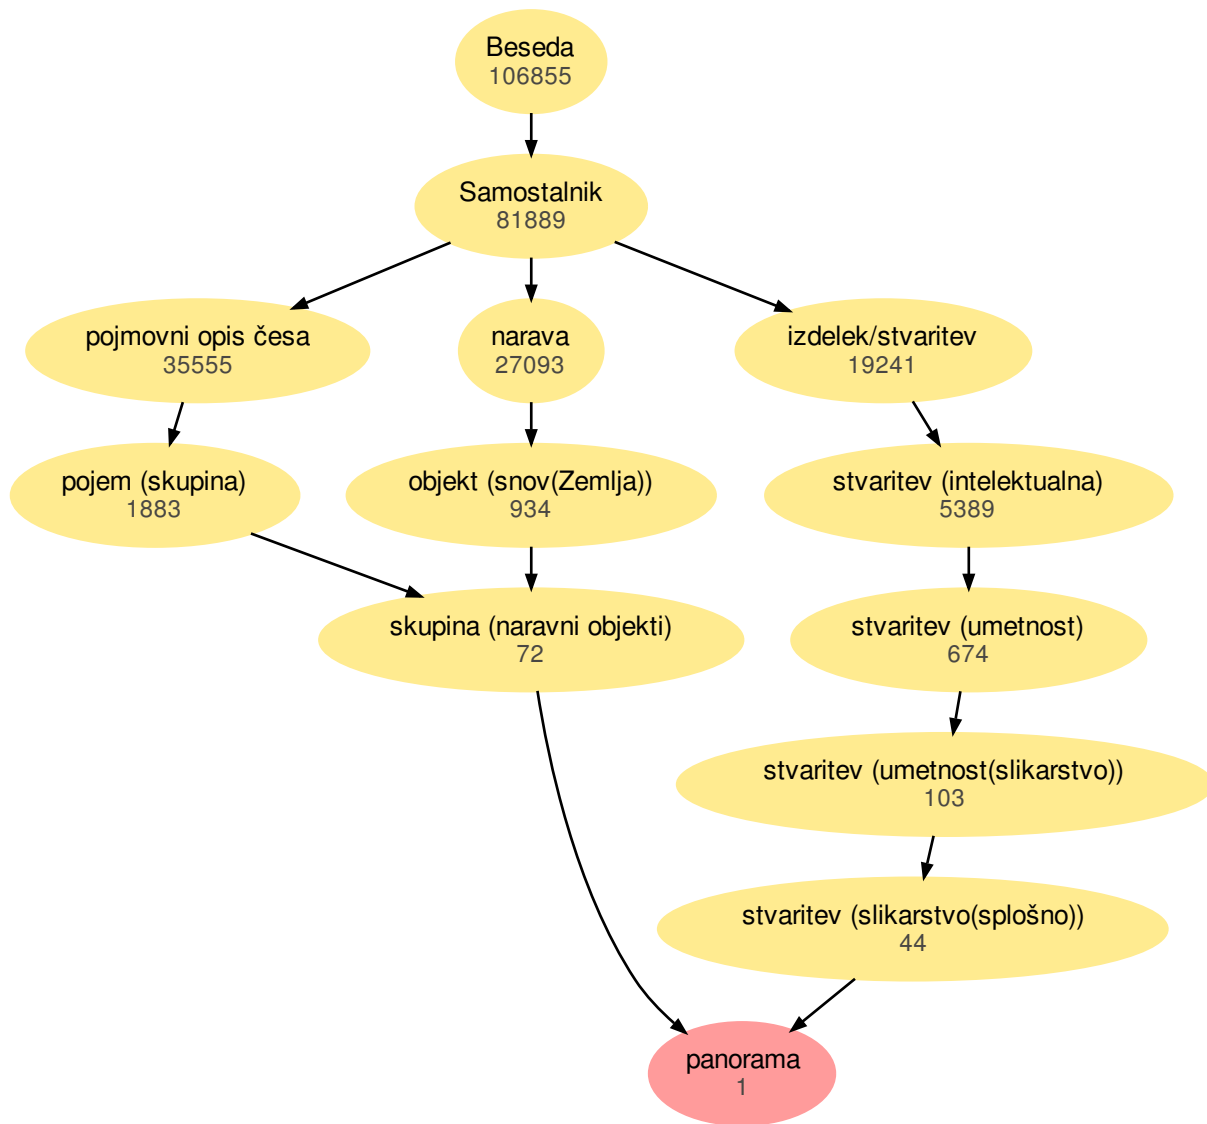 Beseda
106855
Samostalnik
81889
pojmovni opis česa
35555
narava
27093
izdelek/stvaritev
19241
pojem (skupina)
1883
objekt (snov(Zemlja))
934
stvaritev (intelektualna)
5389
skupina (naravni objekti)
72
stvaritev (umetnost)
674
stvaritev (umetnost(slikarstvo))
103
stvaritev (slikarstvo(splošno))
44
panorama
1